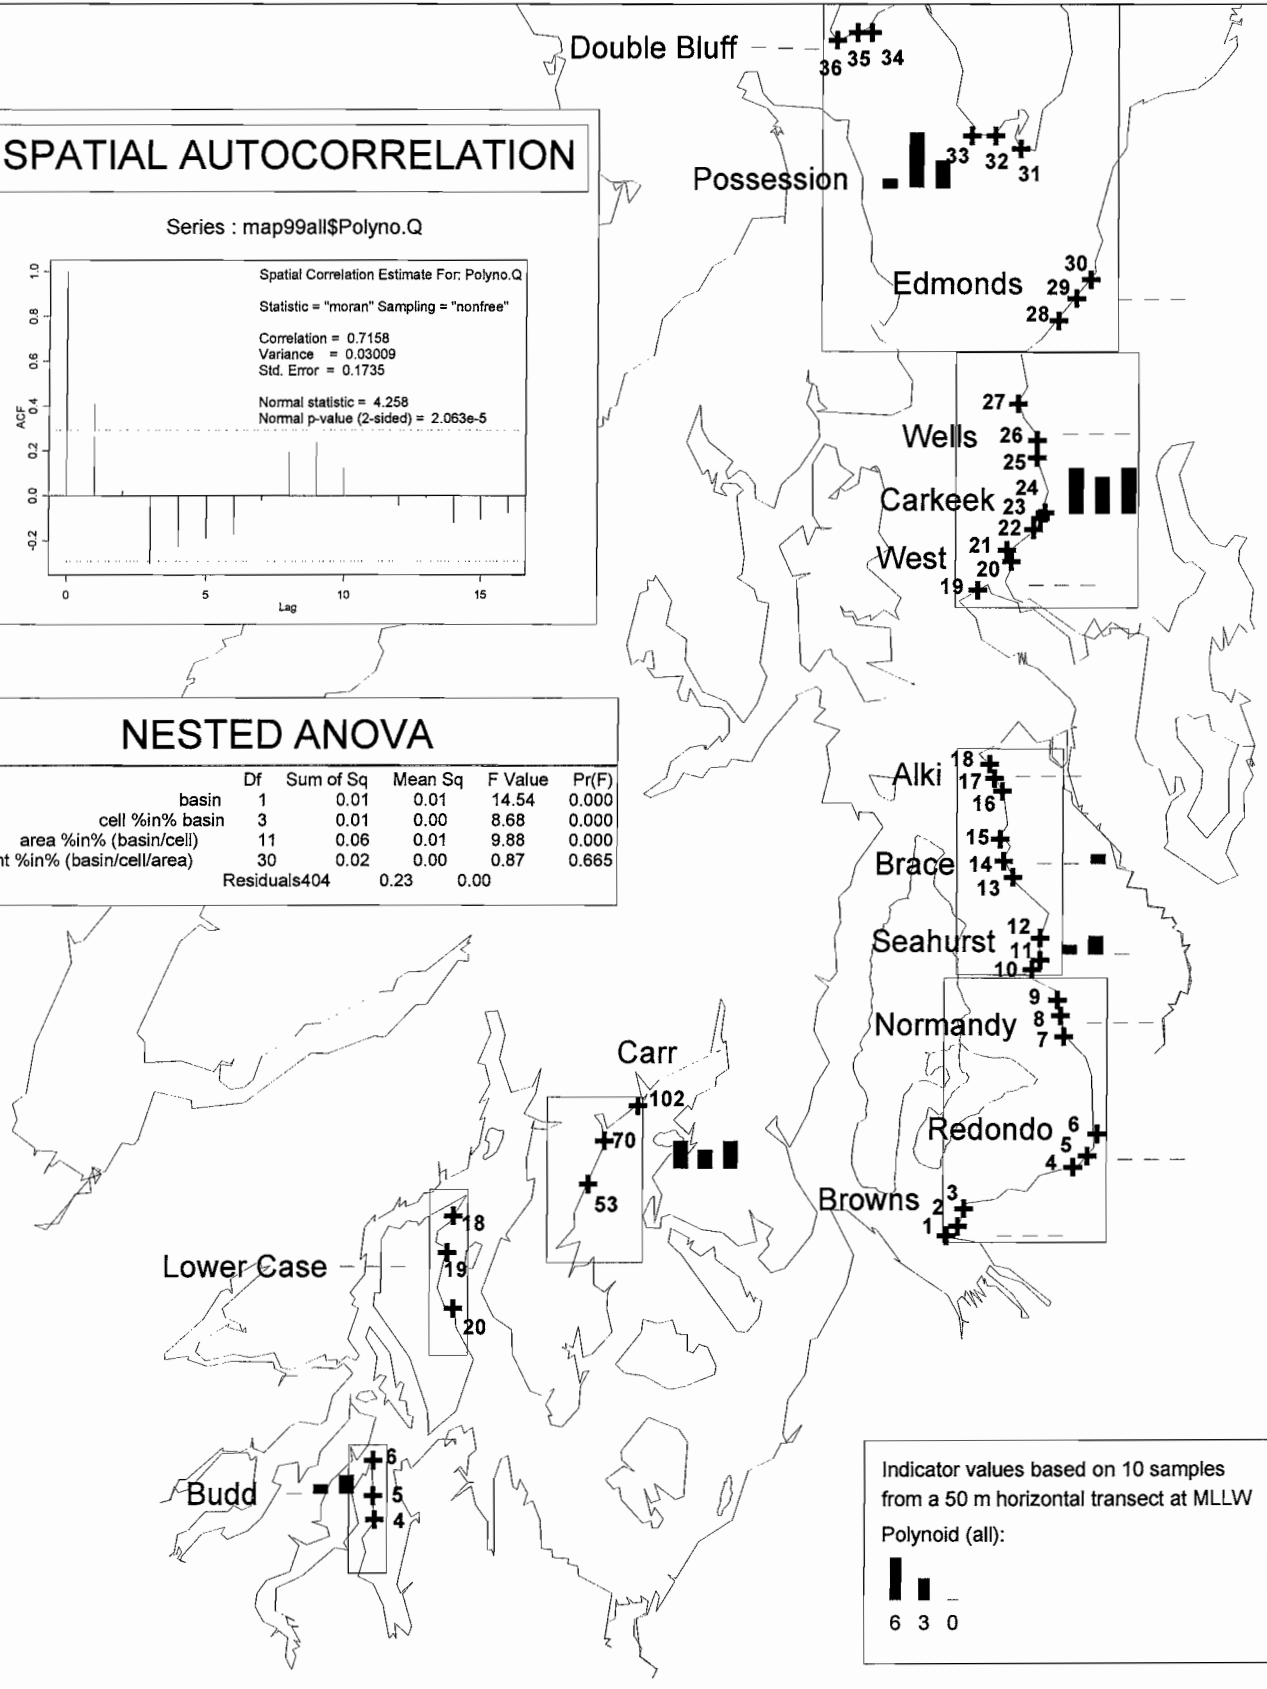 Double Bluff
36 35 34
SPATIAL AUTOCORRELATION
33 32 31
Possession
Series : map99all$Polyno.Q
Spatial Correlation Estimate For: Polyno.Q
Statistic = "moran" Sampling = "nonfree"
Correlation = 0.7158
Variance = 0.03009
Std. Error = 0.1735
Normal statistic = 4.258
Normal p-value (2-sided) = 2.063e-5
ACF
1.0
0.8
0.6
0.4
0.2
0.0
-0.2
0 5 10 15
Lag
30
Edmonds 29
28
27
Wells 26
25
24
Carkeek 23
22
West 21
20
19
NESTED ANOVA
Df Sum of Sq Mean Sq F Value Pr(F)
basin 1 0.01 0.01 14.54 0.000
cell %in% basin 3 0.01 0.00 8.68 0.000
area %in% (basin/cell) 11 0.06 0.01 9.88 0.000
nt %in% (basin/cell/area) 30 0.02 0.00 0.87 0.665
Residuals404 0.23 0.00
18
Alki 17
16
15
Brace 14
13
12
Seahurst 11
10
9
Normandy 8
7
Carr
102
70
53
6
Redondo 5
4
Browns 3
2
1
18
Lower Case 19
20
6
Budd 5
4
Indicator values based on 10 samples
from a 50 m horizontal transect at MLLW
Polynoid (all):
6 3 0